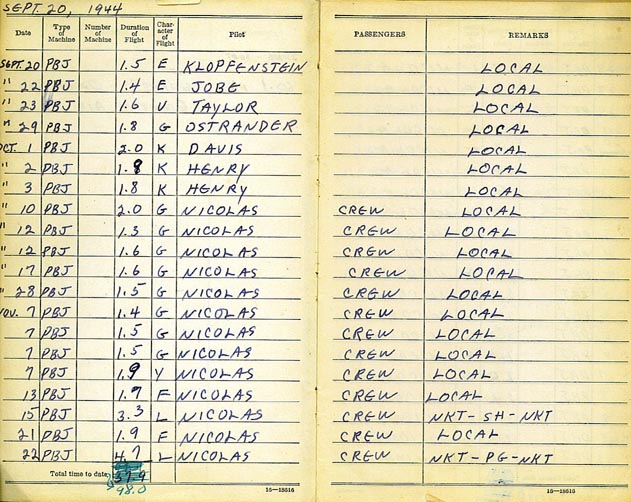 SEPT. 20, 1944
Date Type of Machine Number of Machine Duration of Flight Char-acter of Flight Pilot PASSENGERS REMARKS
SEPT. 20 PBJ 1.5 E KLOPFENSTEIN LOCAL
" 22 PBJ 1.4 E JOBE LOCAL
" 23 PBJ 1.6 U TAYLOR LOCAL
" 29 PBJ 1.8 G OSTRANDER LOCAL
OCT. 1 PBJ 2.0 K DAVIS LOCAL
" 2 PBJ 1.8 K HENRY LOCAL
" 3 PBJ 1.8 K HENRY LOCAL
" 10 PBJ 2.0 G NICOLAS CREW LOCAL
" 12 PBJ 1.3 G NICOLAS CREW LOCAL
" 12 PBJ 1.6 G NICOLAS CREW LOCAL
" 17 PBJ 1.6 G NICOLAS CREW LOCAL
" 28 PBJ 1.5 G NICOLAS CREW LOCAL
NOV. 7 PBJ 1.4 G NICOLAS CREW LOCAL
7 PBJ 1.5 G NICOLAS CREW LOCAL
7 PBJ 1.5 G NICOLAS CREW LOCAL
7 PBJ 1.9 Y NICOLAS CREW LOCAL
13 PBJ 1.7 F NICOLAS CREW LOCAL
15 PBJ 3.3 L NICOLAS CREW NKT-SH-NKT
21 PBJ 1.9 F NICOLAS CREW LOCAL
22 PBJ 4.7 L NICOLAS CREW NKT-PG-NKT
Total time to date,
98.0 16—13516 16—13516